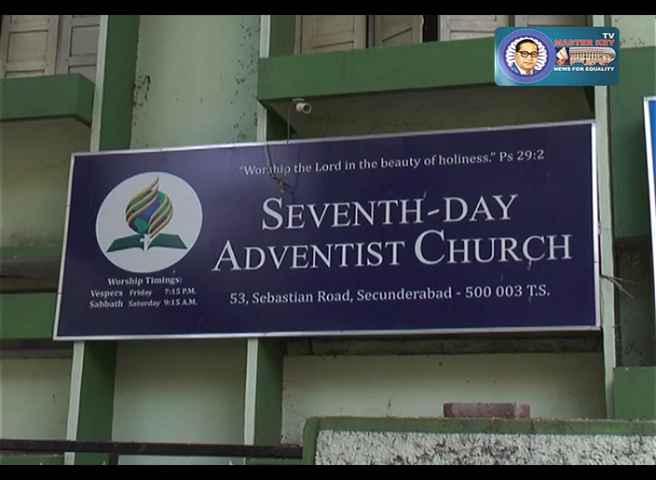 TV
MASTER KEY
NEWS FOR EQUALITY
"Worship the Lord in the beauty of holiness." Ps 29:2
SEVENTH-DAY
ADVENTIST CHURCH
53, Sebastian Road, Secunderabad - 500 003 T.S.
Worship Timings:
Vespers Friday 7:15 P.M.
Sabbath Saturday 9:15 A.M.